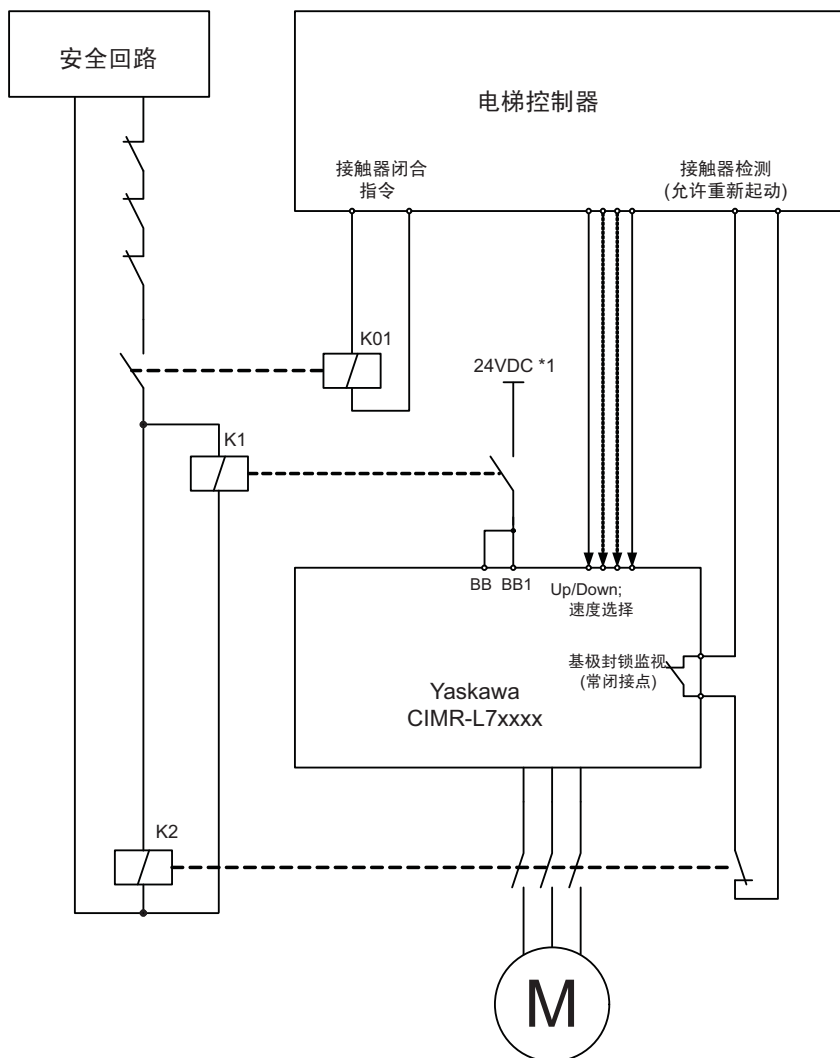 安全回路
电梯控制器
接触器闭合
指令
接触器检测
(允许重新起动)
K01
24VDC *1
K1
BB BB1
Up/Down;
速度选择
基极封锁监视
(常闭接点)
Yaskawa
CIMR-L7xxxx
K2
M